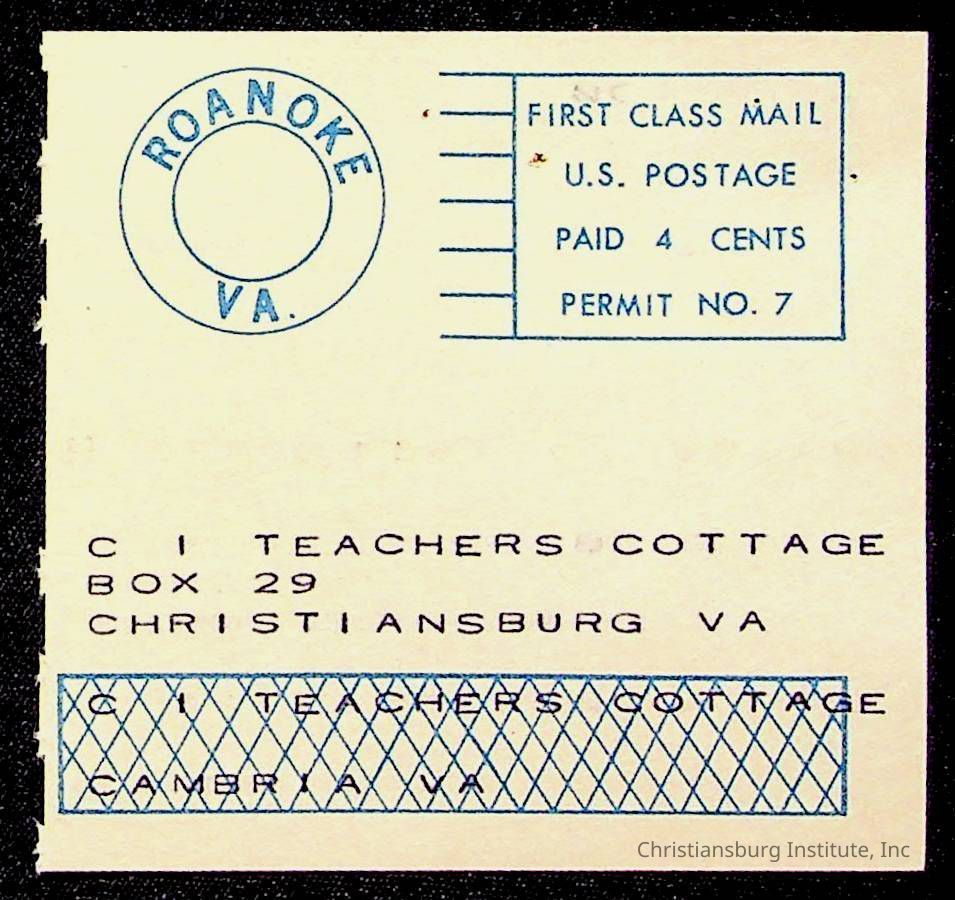 ROANOKE
VA.
FIRST CLASS MAIL
U.S. POSTAGE
PAID 4 CENTS
PERMIT NO. 7
C I TEACHERS COTTAGE
BOX 29
CHRISTIANSBURG VA
C I TEACHERS COTTAGE
CAMBRIA VA
Christiansburg Institute, Inc